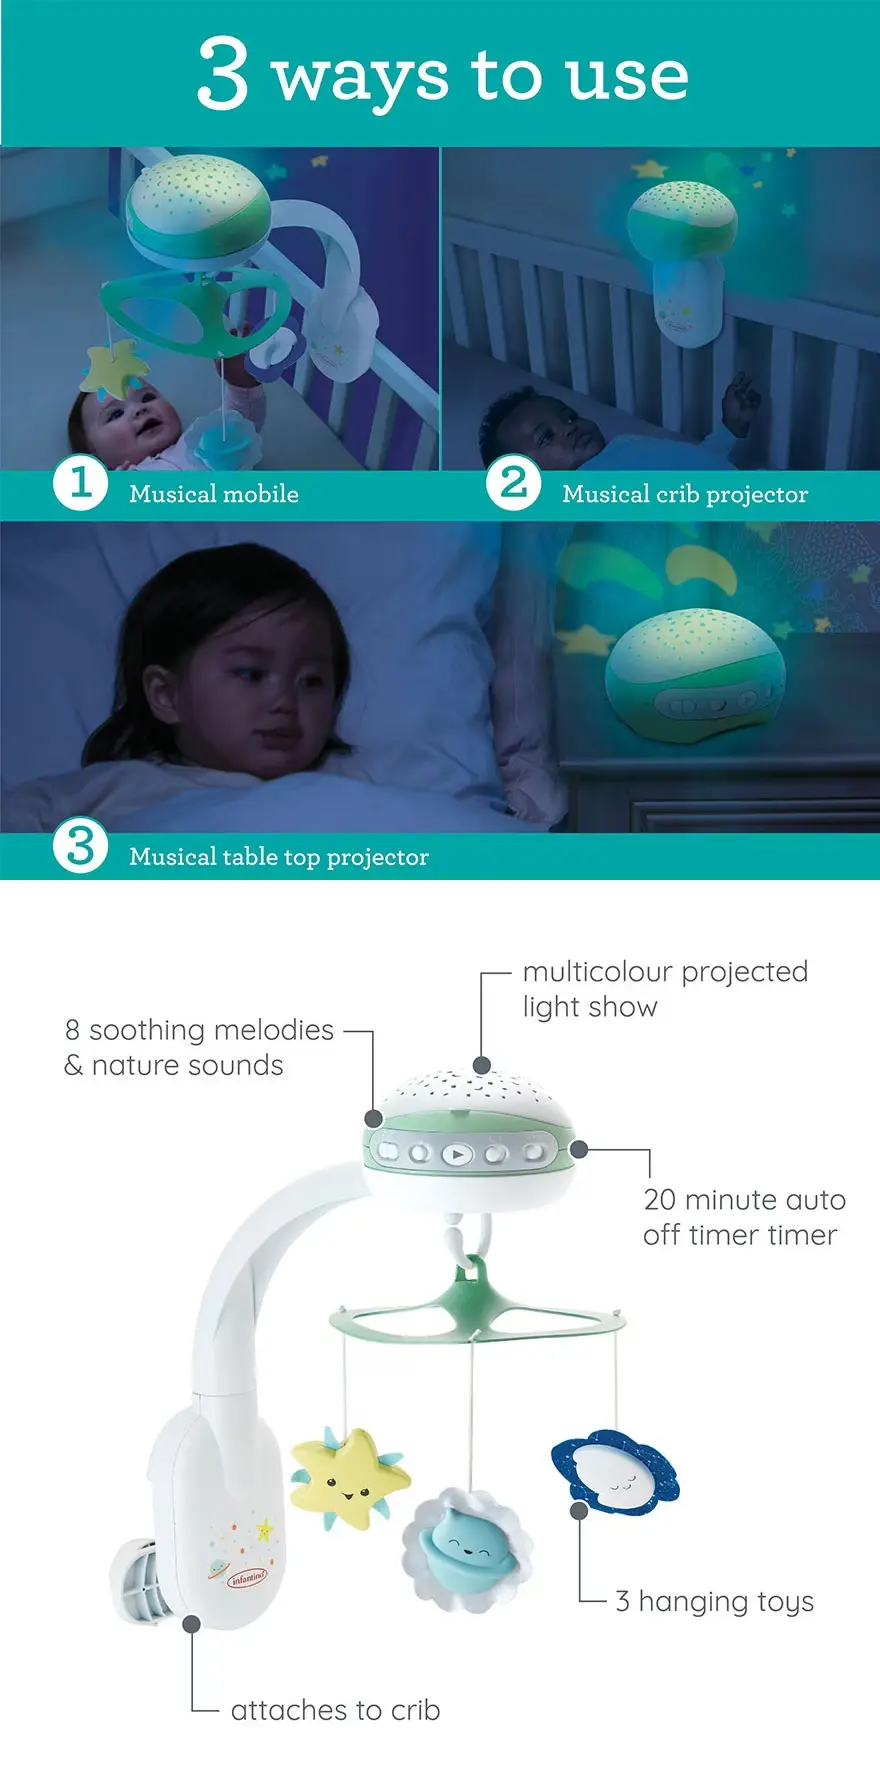 3 ways to use
1 Musical mobile
2 Musical crib projector
3 Musical table top projector
multicolour projected
light show
8 soothing melodies
& nature sounds
20 minute auto
off timer timer
infantino
3 hanging toys
attaches to crib